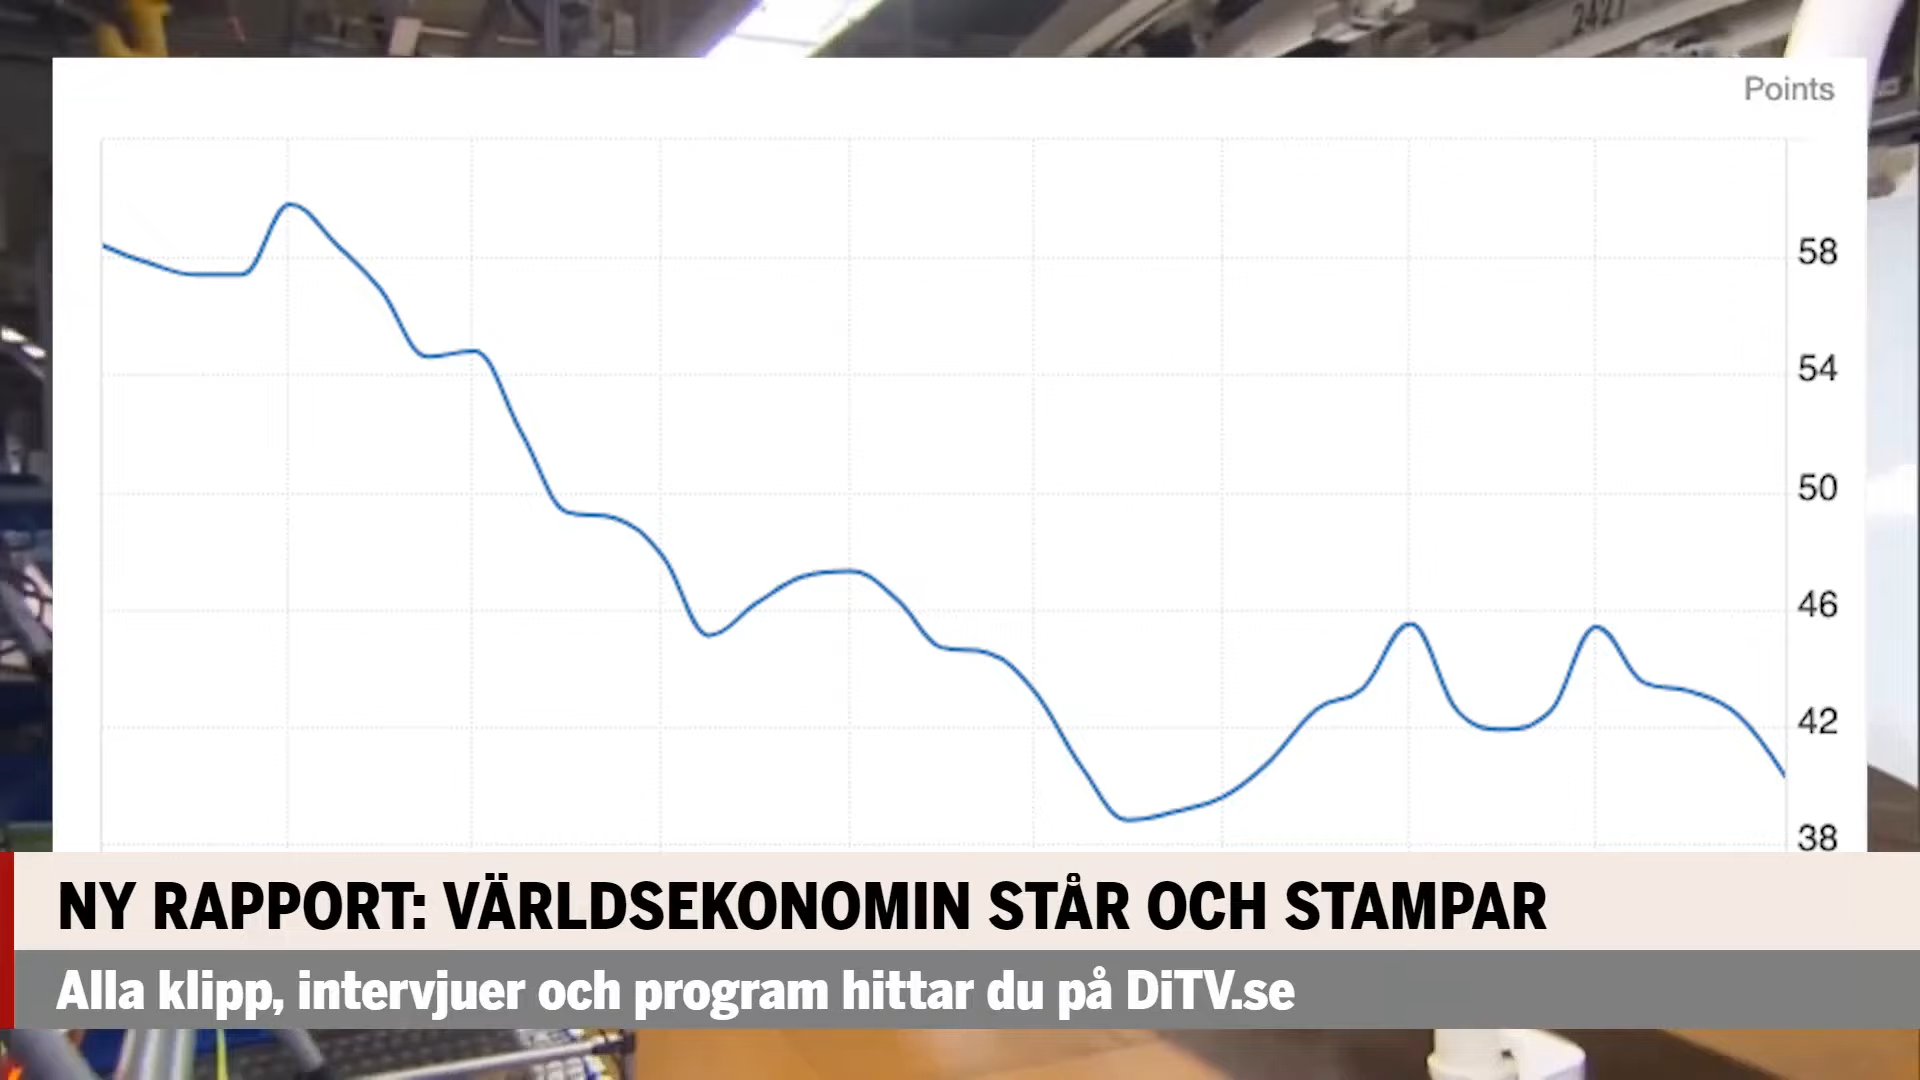 2427
Points
58
54
50
46
42
38
NY RAPPORT: VÄRLDSEKONOMIN STÅR OCH STAMPAR
Alla klipp, intervjuer och program hittar du på DiTV.se